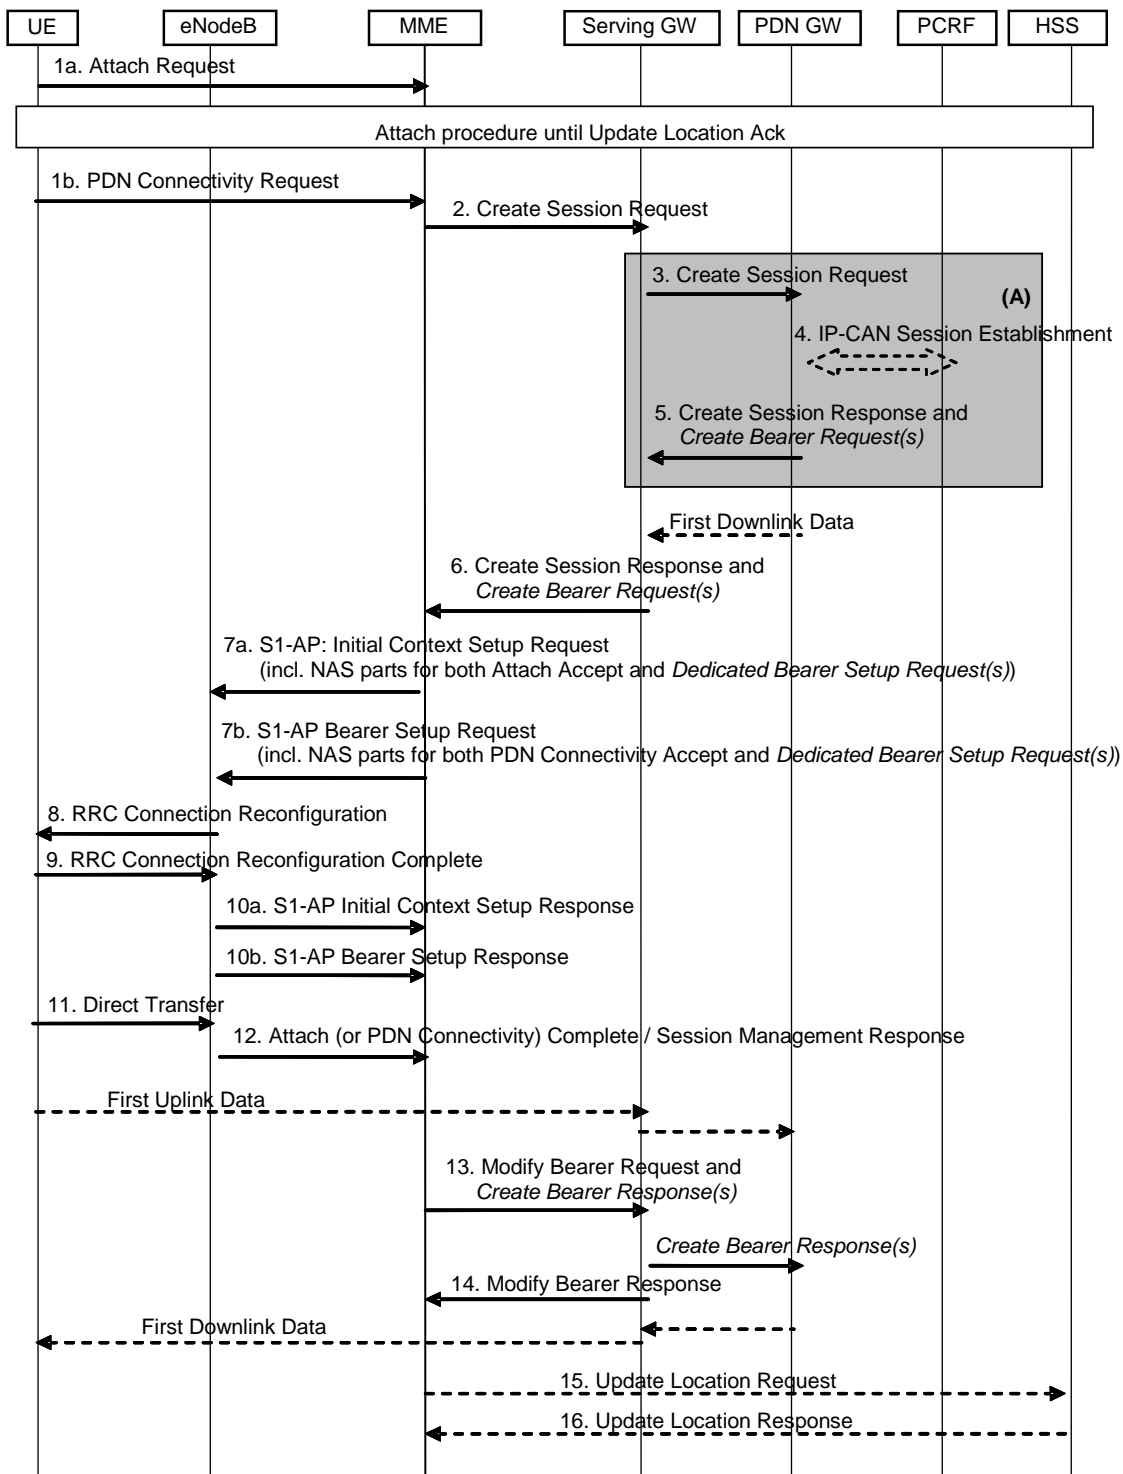 UE eNodeB MME Serving GW PDN GW PCRF HSS
1a. Attach Request
Attach procedure until Update Location Ack
1b. PDN Connectivity Request
2. Create Session Request
3. Create Session Request
(A)
4. IP-CAN Session Establishment
5. Create Session Response and
Create Bearer Request(s)
First Downlink Data
6. Create Session Response and
Create Bearer Request(s)
7a. S1-AP: Initial Context Setup Request
(incl. NAS parts for both Attach Accept and Dedicated Bearer Setup Request(s))
7b. S1-AP Bearer Setup Request
(incl. NAS parts for both PDN Connectivity Accept and Dedicated Bearer Setup Request(s))
8. RRC Connection Reconfiguration
9. RRC Connection Reconfiguration Complete
10a. S1-AP Initial Context Setup Response
10b. S1-AP Bearer Setup Response
11. Direct Transfer
12. Attach (or PDN Connectivity) Complete / Session Management Response
First Uplink Data
13. Modify Bearer Request and
Create Bearer Response(s)
Create Bearer Response(s)
14. Modify Bearer Response
First Downlink Data
15. Update Location Request
16. Update Location Response